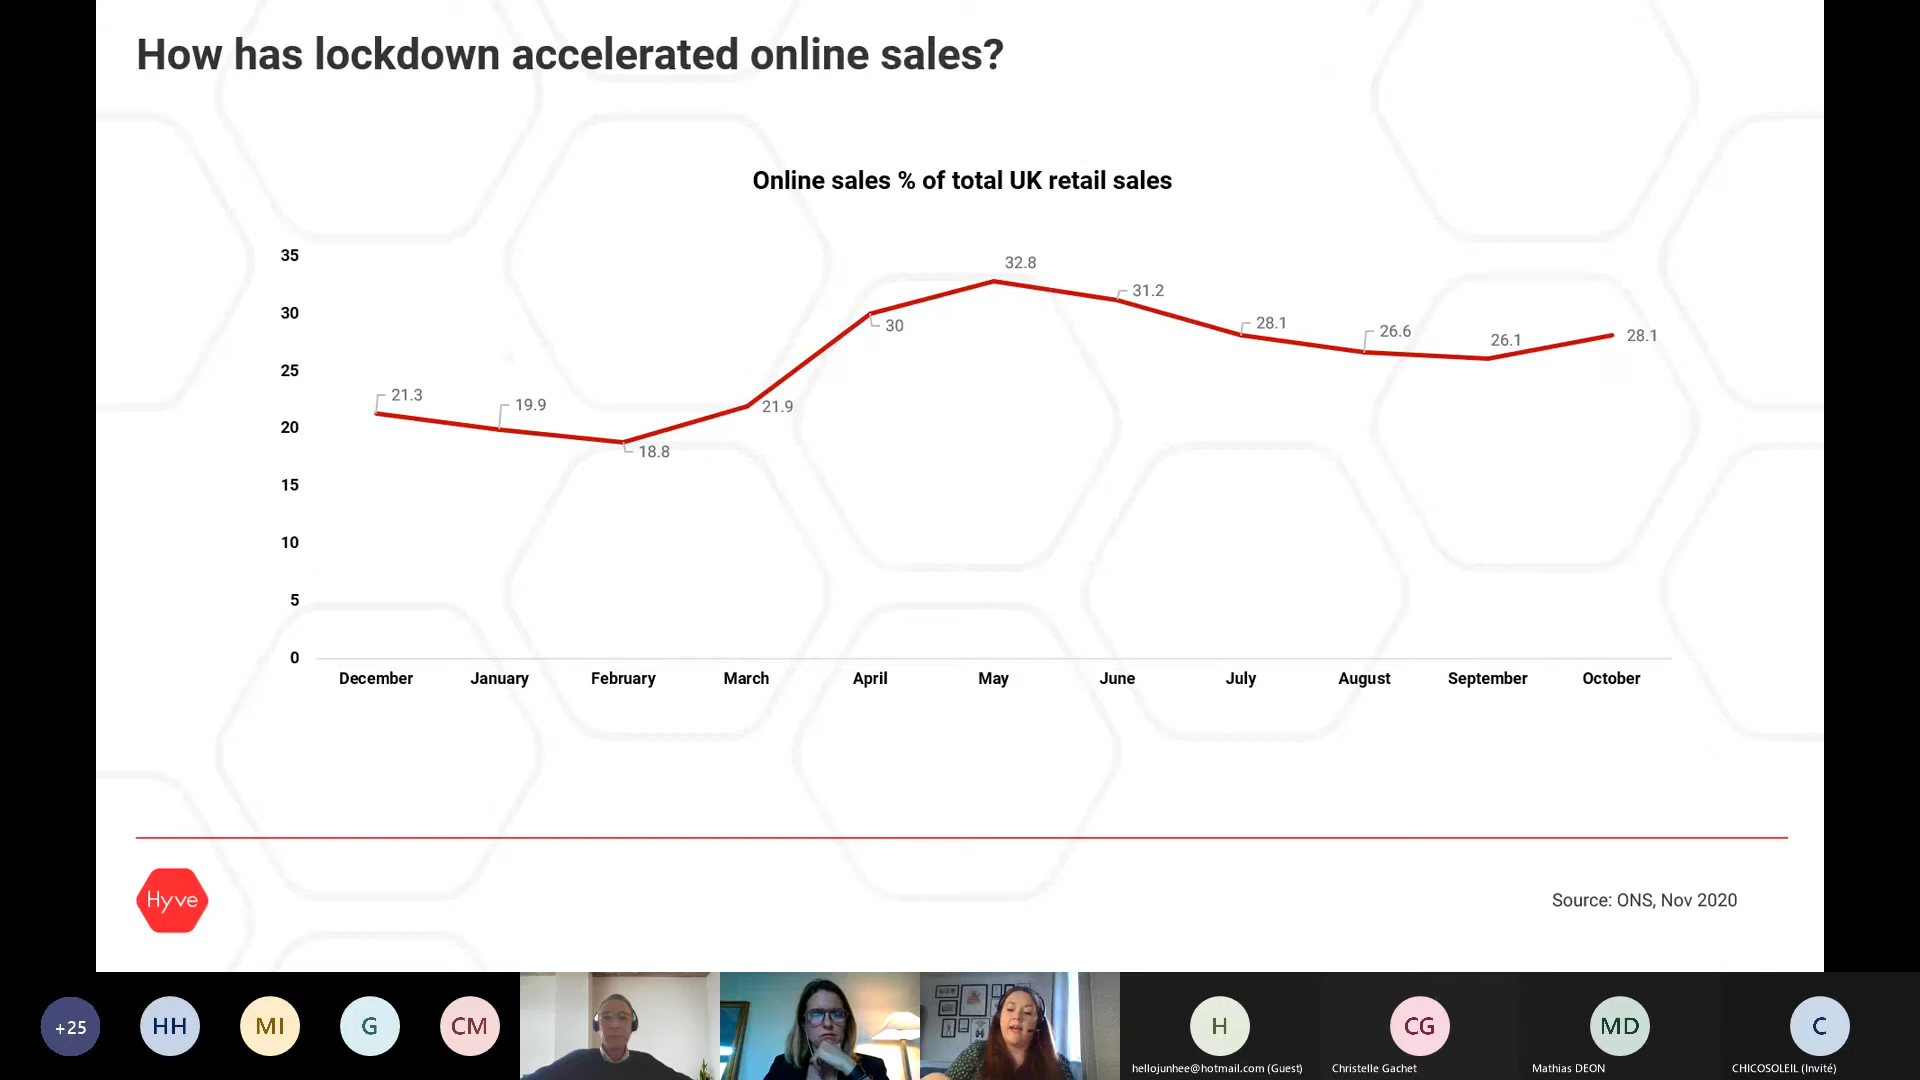 How has lockdown accelerated online sales?
Online sales % of total UK retail sales
35
30
25
20
15
10
5
0
21.3
19.9
18.8
21.9
30
32.8
31.2
28.1
26.6
26.1
28.1
December January February March April May June July August September October
Hyve
Source: ONS, Nov 2020
+25
HH
MI
G
CM
H
CG
MD
C
hellojunhee@hotmail.com (Guest)
Christelle Gachet
Mathias DEON
CHICOSOLEIL (Invité)